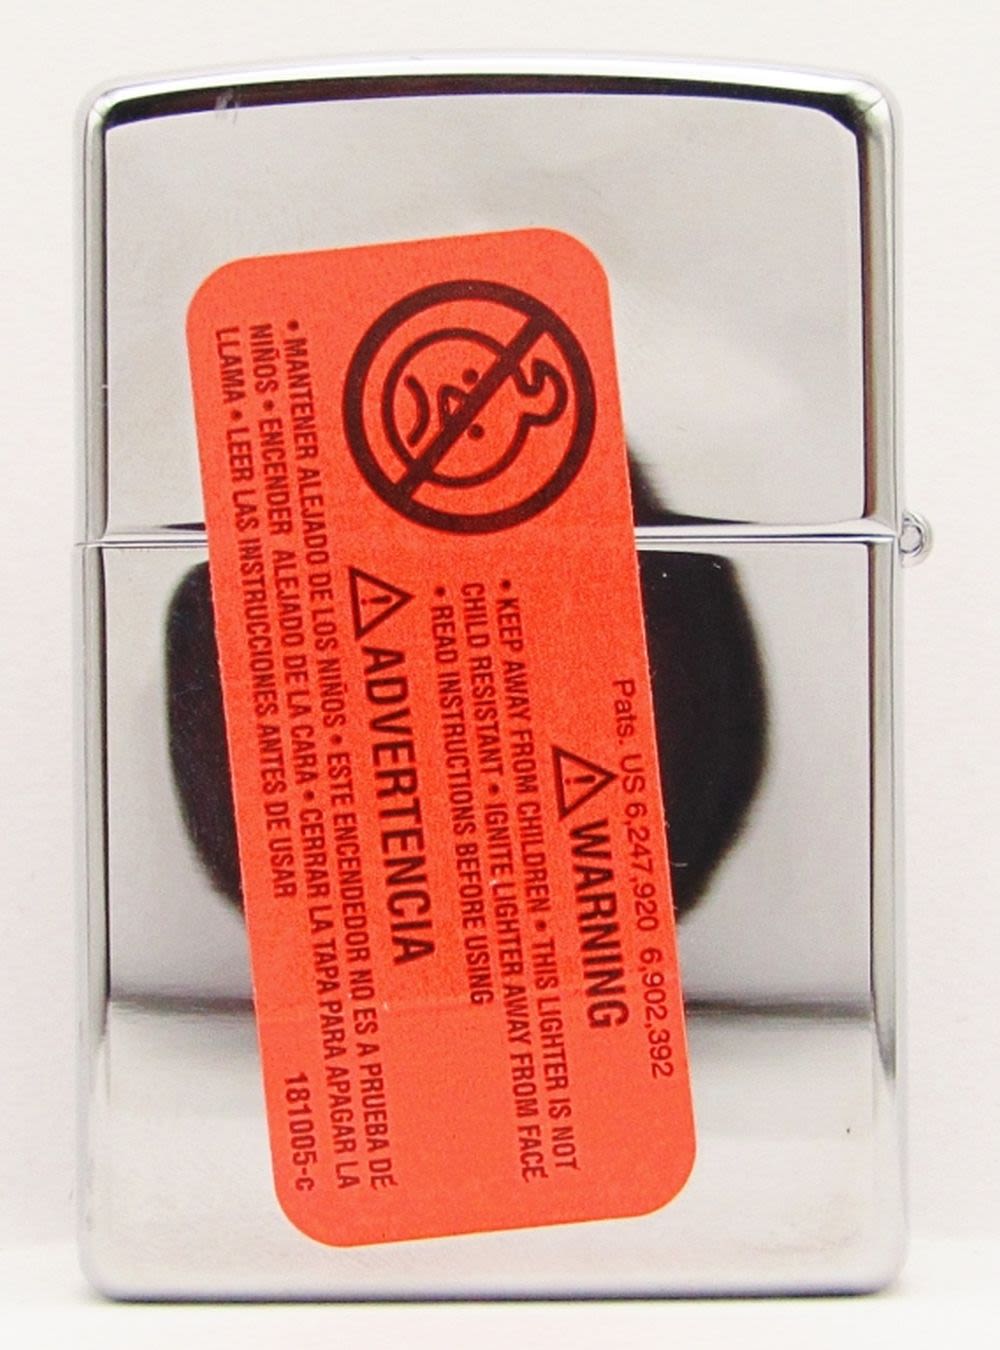 Pats. US 6,247,920  6,902,392
WARNING
• KEEP AWAY FROM CHILDREN • THIS LIGHTER IS NOT
CHILD RESISTANT • IGNITE LIGHTER AWAY FROM FACE
• READ INSTRUCTIONS BEFORE USING
ADVERTENCIA
• MANTENER ALEJADO DE LOS NIÑOS • ESTE ENCENDEDOR NO ES A PRUEBA DE
NIÑOS • ENCENDER ALEJADO DE LA CARA • CERRAR LA TAPA PARA APAGAR LA
LLAMA • LEER LAS INSTRUCCIONES ANTES DE USAR
181005-c